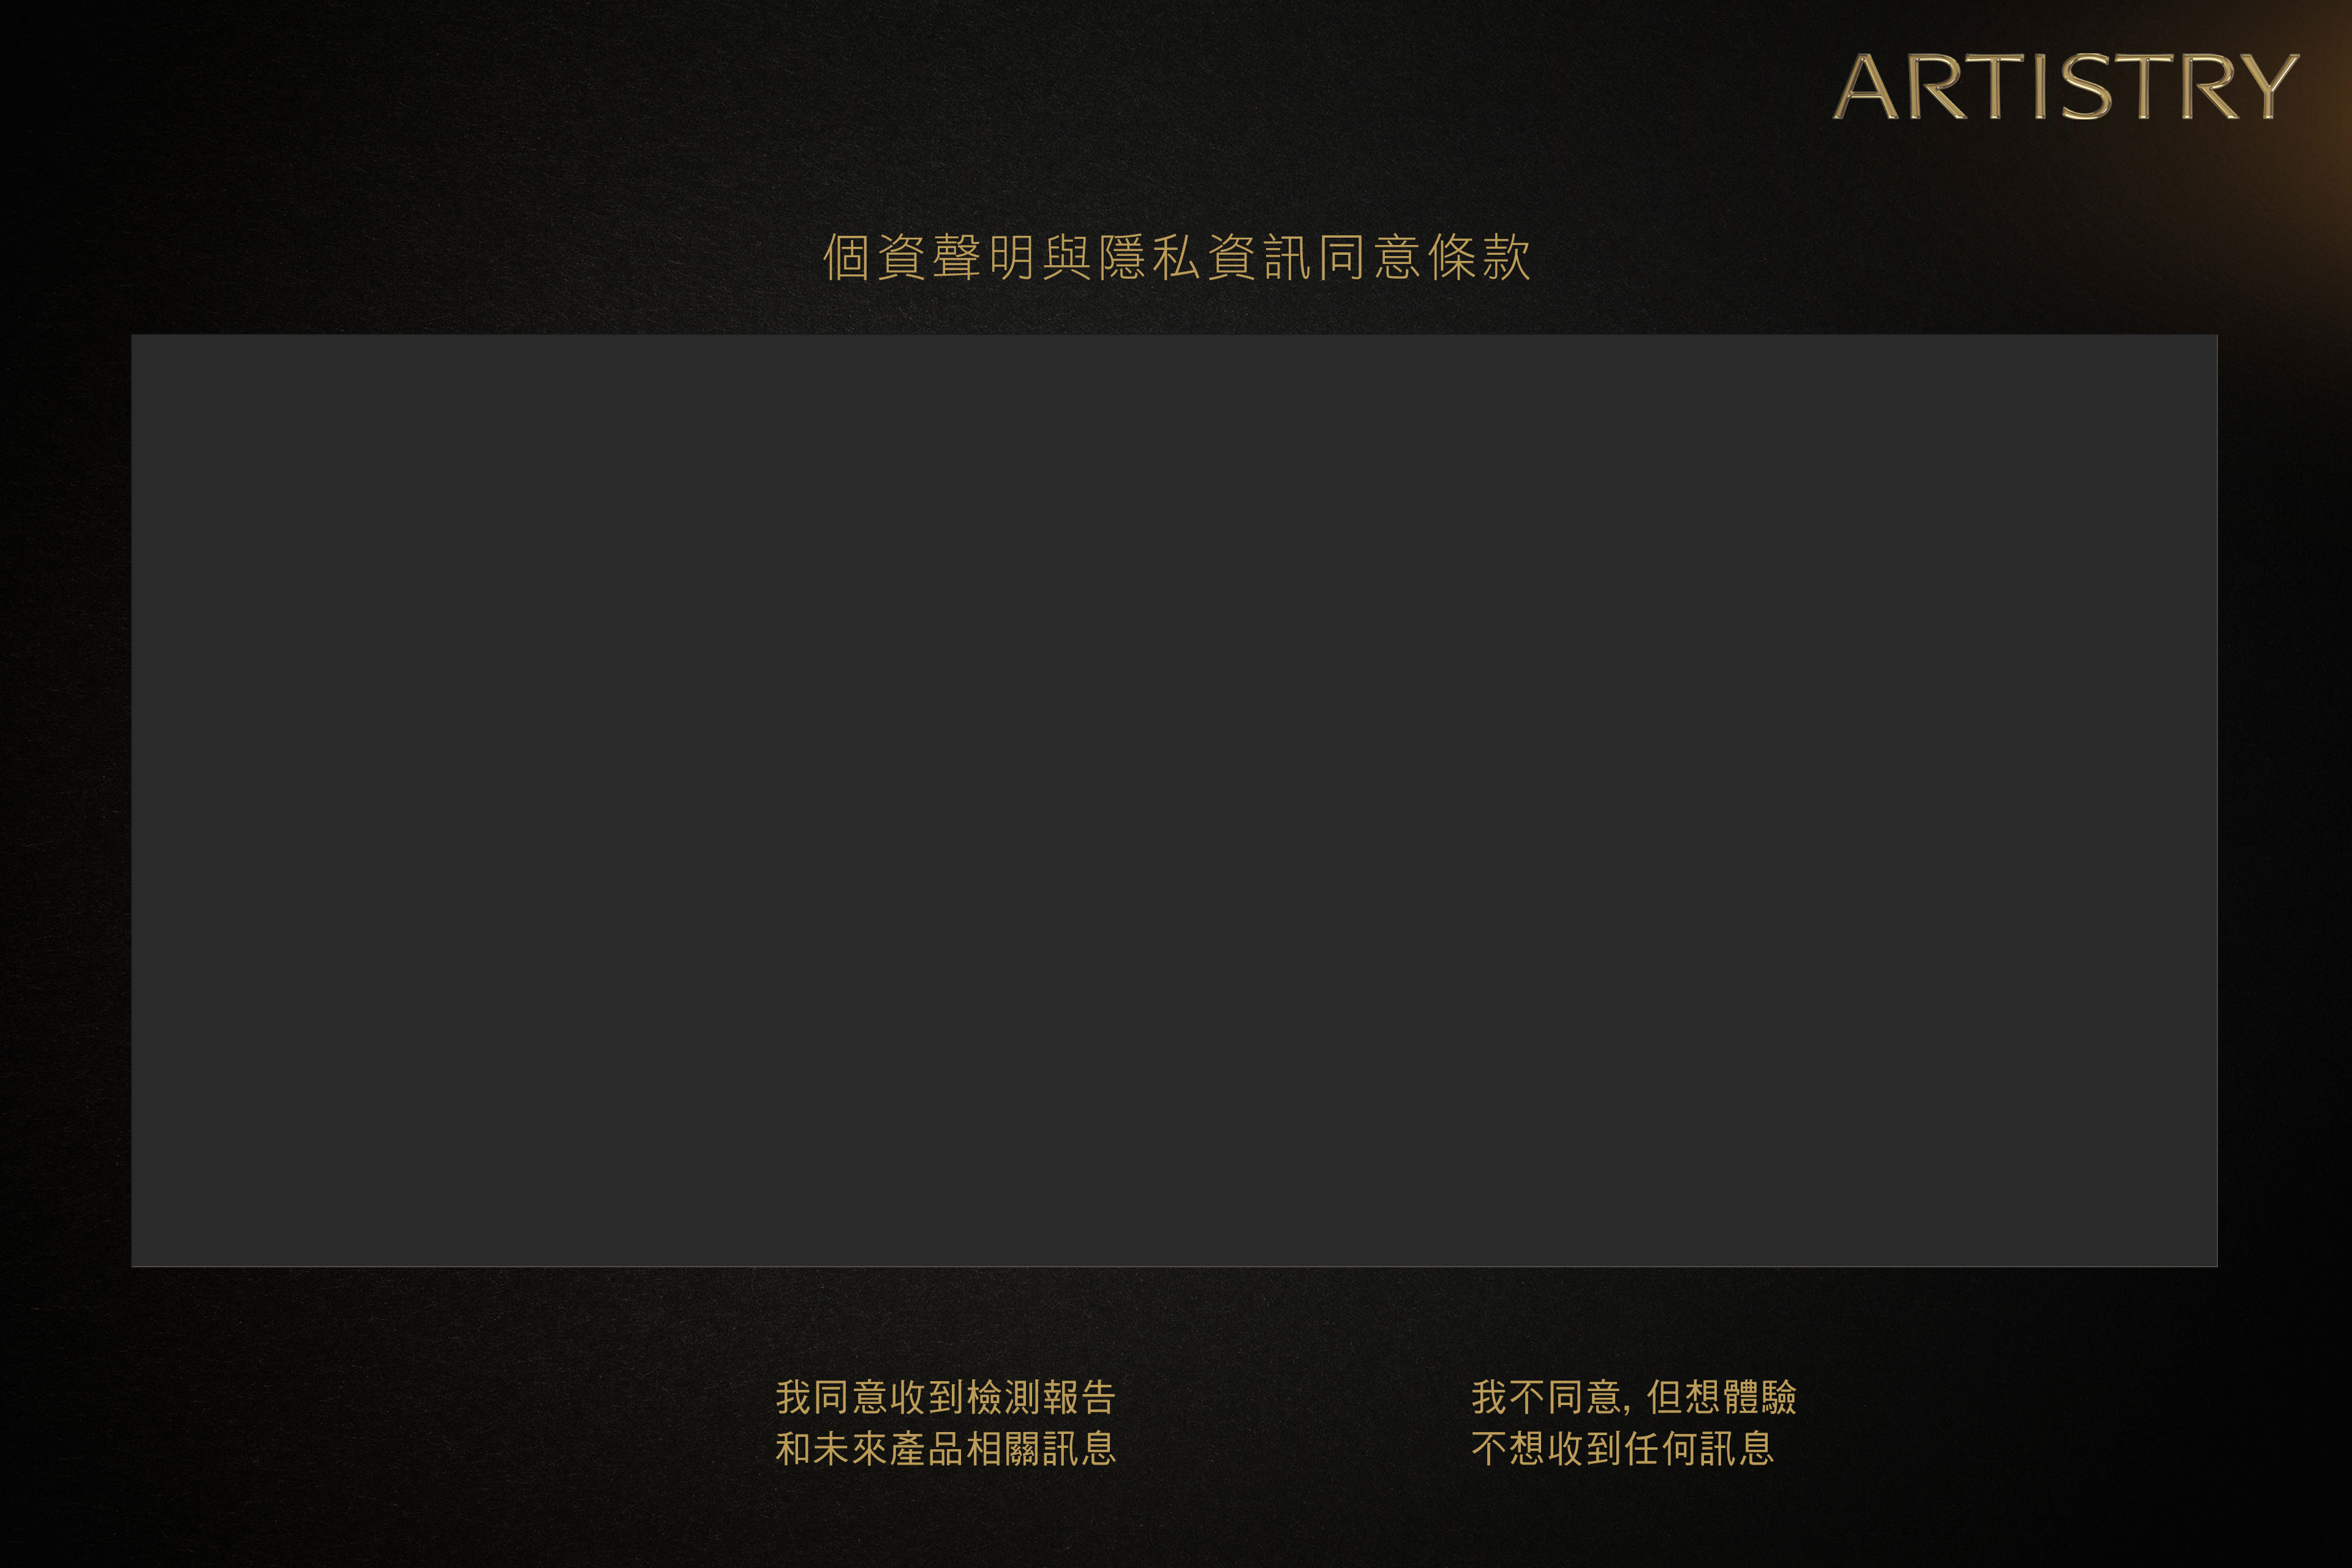 ARTISTRY
個資聲明與隱私資訊同意條款
我同意收到檢測報告
和未來產品相關訊息
我不同意, 但想體驗
不想收到任何訊息